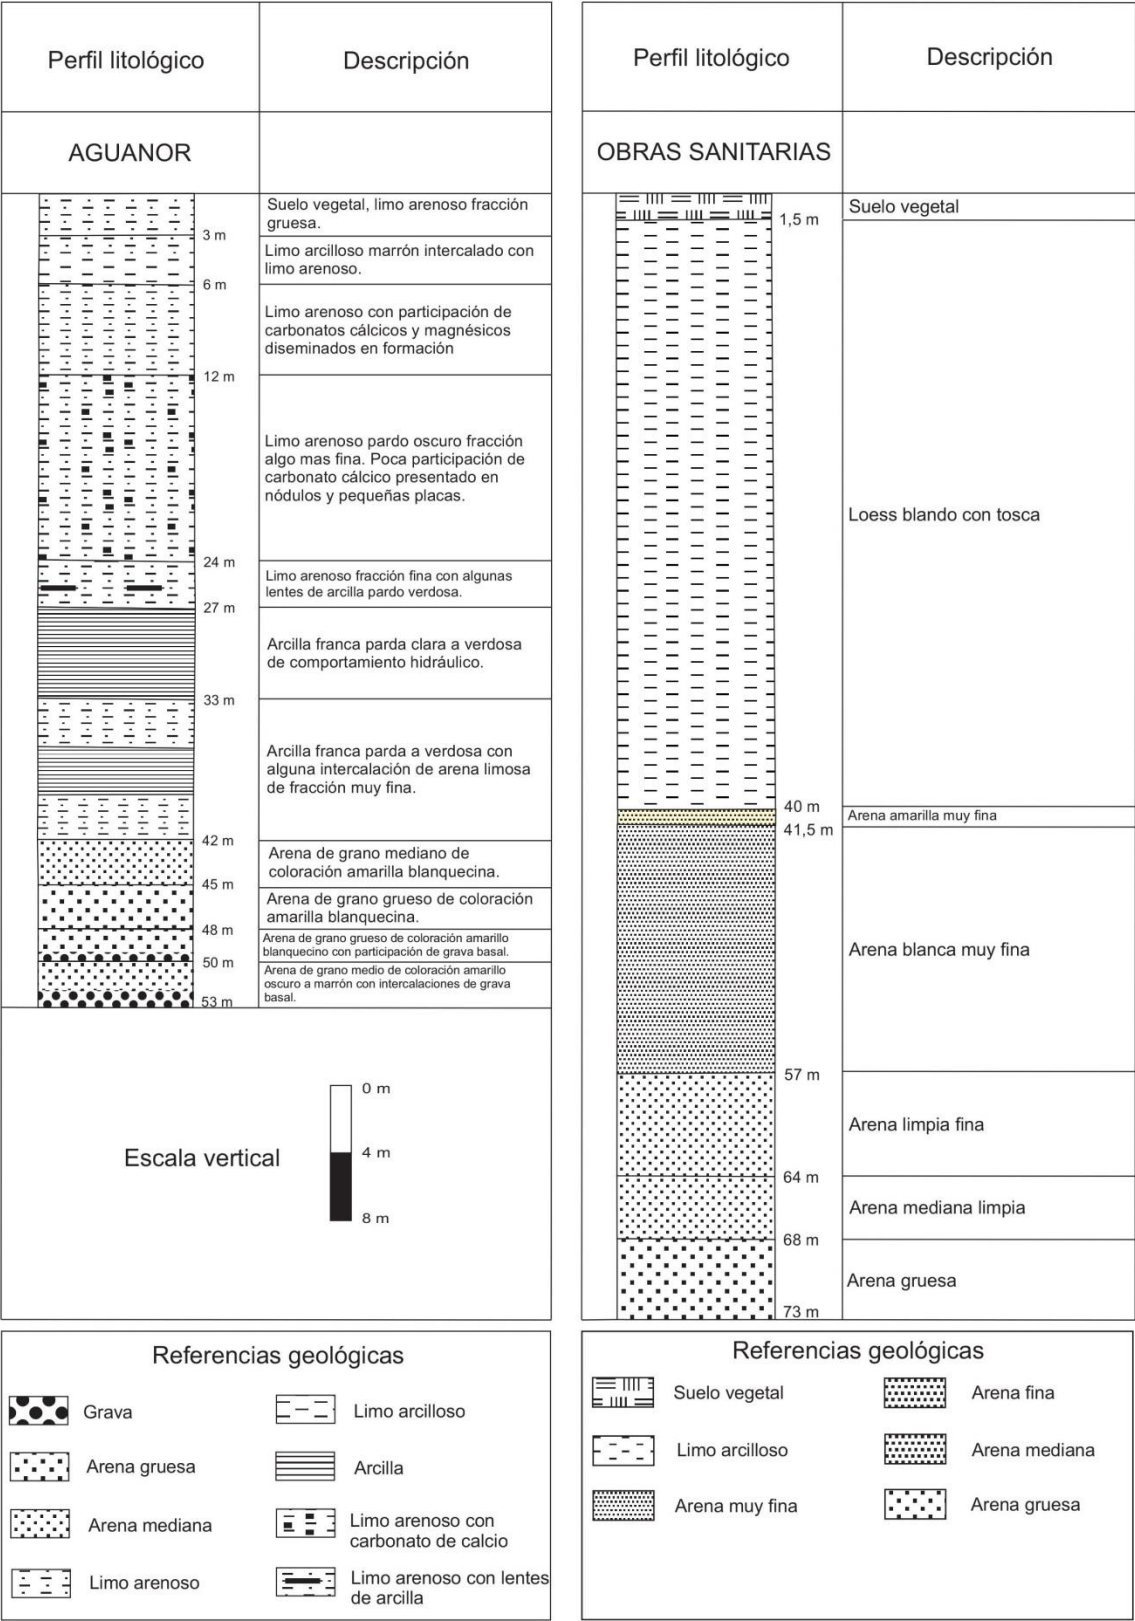 Perfil litológico
Descripción
AGUANOR
Suelo vegetal, limo arenoso fracción
gruesa.
3 m
Limo arcilloso marrón intercalado con
limo arenoso.
6 m
Limo arenoso con participación de
carbonatos cálcicos y magnésicos
diseminados en formación
12 m
Limo arenoso pardo oscuro fracción
algo mas fina. Poca participación de
carbonato cálcico presentado en
nódulos y pequeñas placas.
24 m
Limo arenoso fracción fina con algunas
lentes de arcilla pardo verdosa.
27 m
Arcilla franca parda clara a verdosa
de comportamiento hidráulico.
33 m
Arcilla franca parda a verdosa con
alguna intercalación de arena limosa
de fracción muy fina.
42 m
Arena de grano mediano de
coloración amarilla blanquecina.
45 m
Arena de grano grueso de coloración
amarilla blanquecina.
48 m
Arena de grano grueso de coloración amarillo
blanquecino con participación de grava basal.
50 m
Arena de grano medio de coloración amarillo
oscuro a marrón con intercalaciones de grava
basal.
53 m
Escala vertical
0 m
4 m
8 m
Referencias geológicas
Grava
Limo arcilloso
Arena gruesa
Arcilla
Arena mediana
Limo arenoso con
carbonato de calcio
Limo arenoso
Limo arenoso con lentes
de arcilla
Perfil litológico
Descripción
OBRAS SANITARIAS
Suelo vegetal
1,5 m
Loess blando con tosca
40 m
Arena amarilla muy fina
41,5 m
Arena blanca muy fina
57 m
Arena limpia fina
64 m
Arena mediana limpia
68 m
Arena gruesa
73 m
Referencias geológicas
Suelo vegetal
Arena fina
Limo arcilloso
Arena mediana
Arena muy fina
Arena gruesa